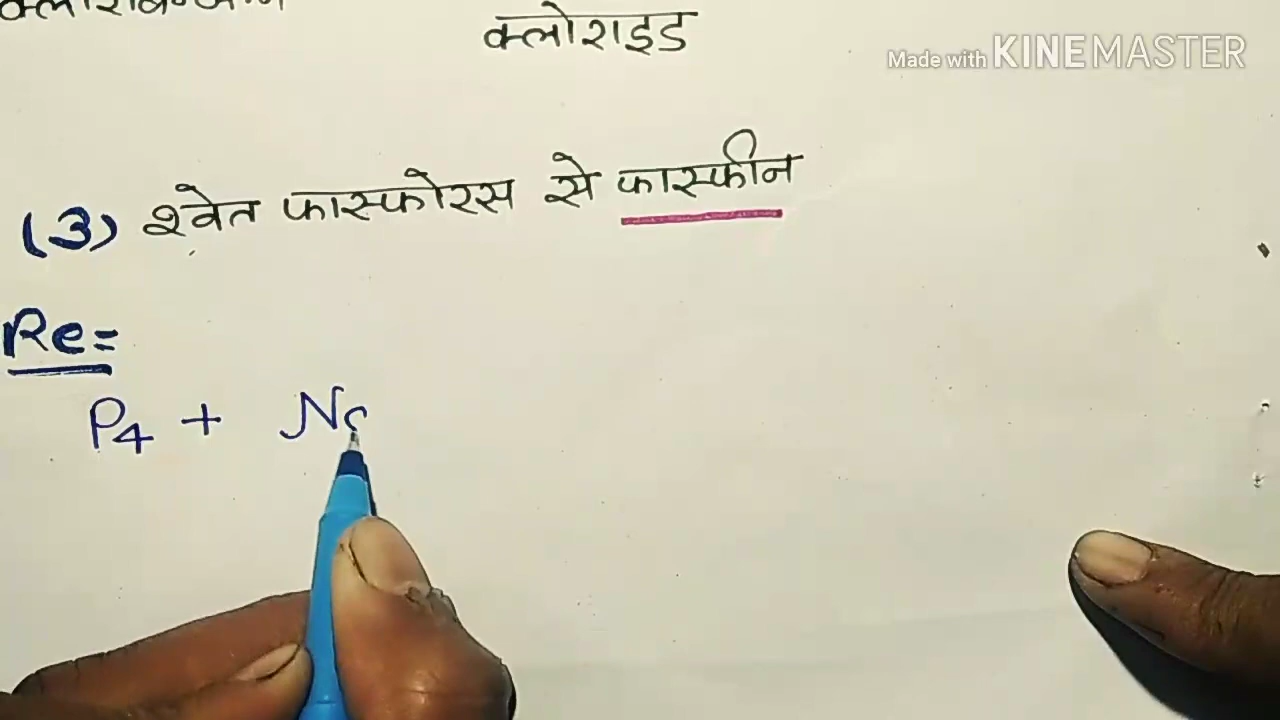 क्लोराइड
Made with KINEMASTER
(3) श्वेत फास्फोरस से फास्फीन
Re=
P4 + Na